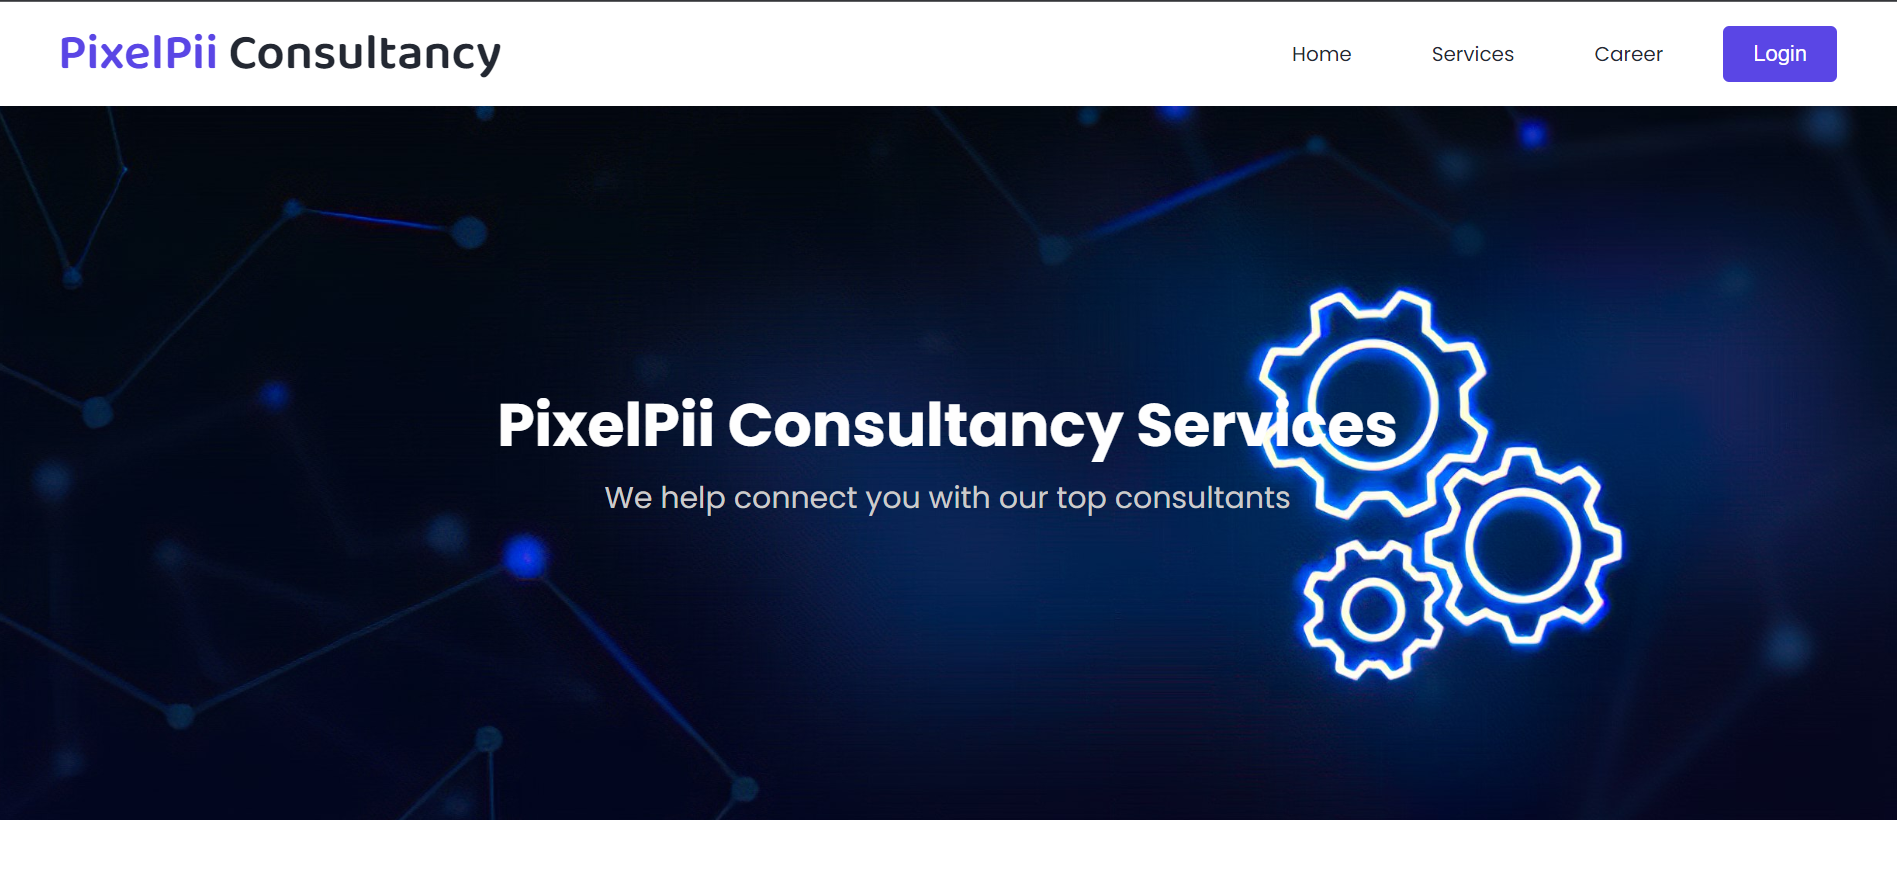 PixelPii Consultancy
Home Services Career Login
PixelPii Consultancy Services
We help connect you with our top consultants